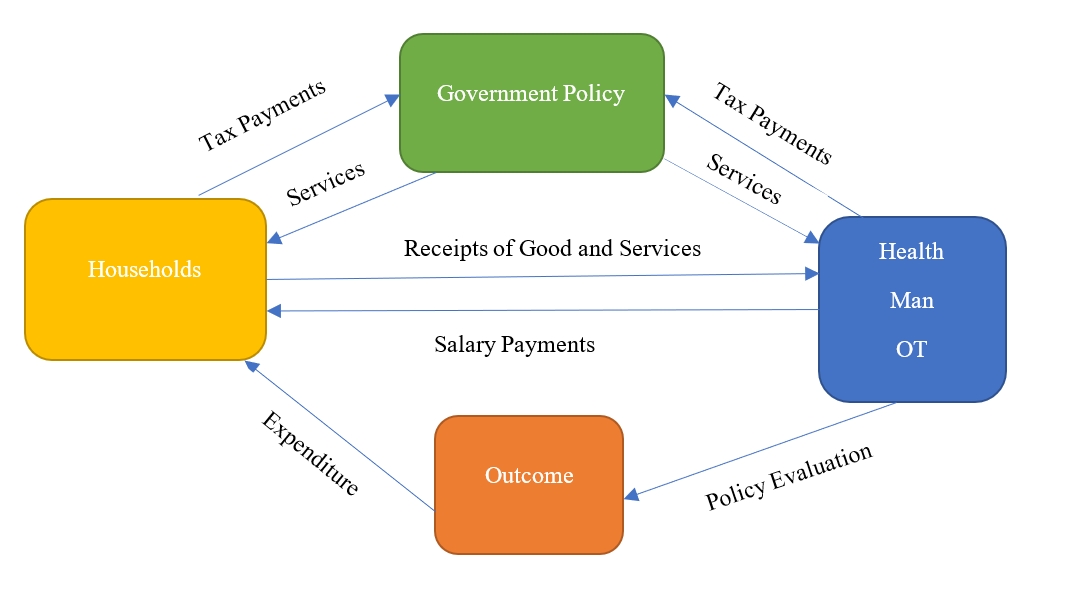 Government Policy
Tax Payments
Tax Payments
Services
Services
Households
Receipts of Good and Services
Health
Man
OT
Salary Payments
Expenditure
Outcome
Policy Evaluation